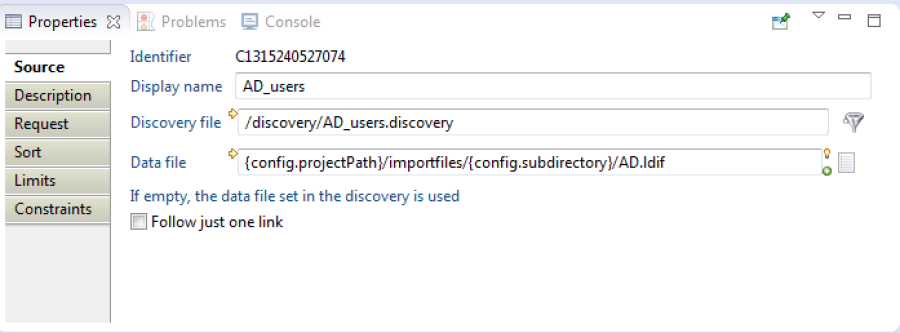 Properties Problems Console
Source
Description
Request
Sort
Limits
Constraints
Identifier C1315240527074
Display name AD_users
Discovery file /discovery/AD_users.discovery
Data file {config.projectPath}/importfiles/{config.subdirectory}/AD.ldif
If empty, the data file set in the discovery is used
Follow just one link